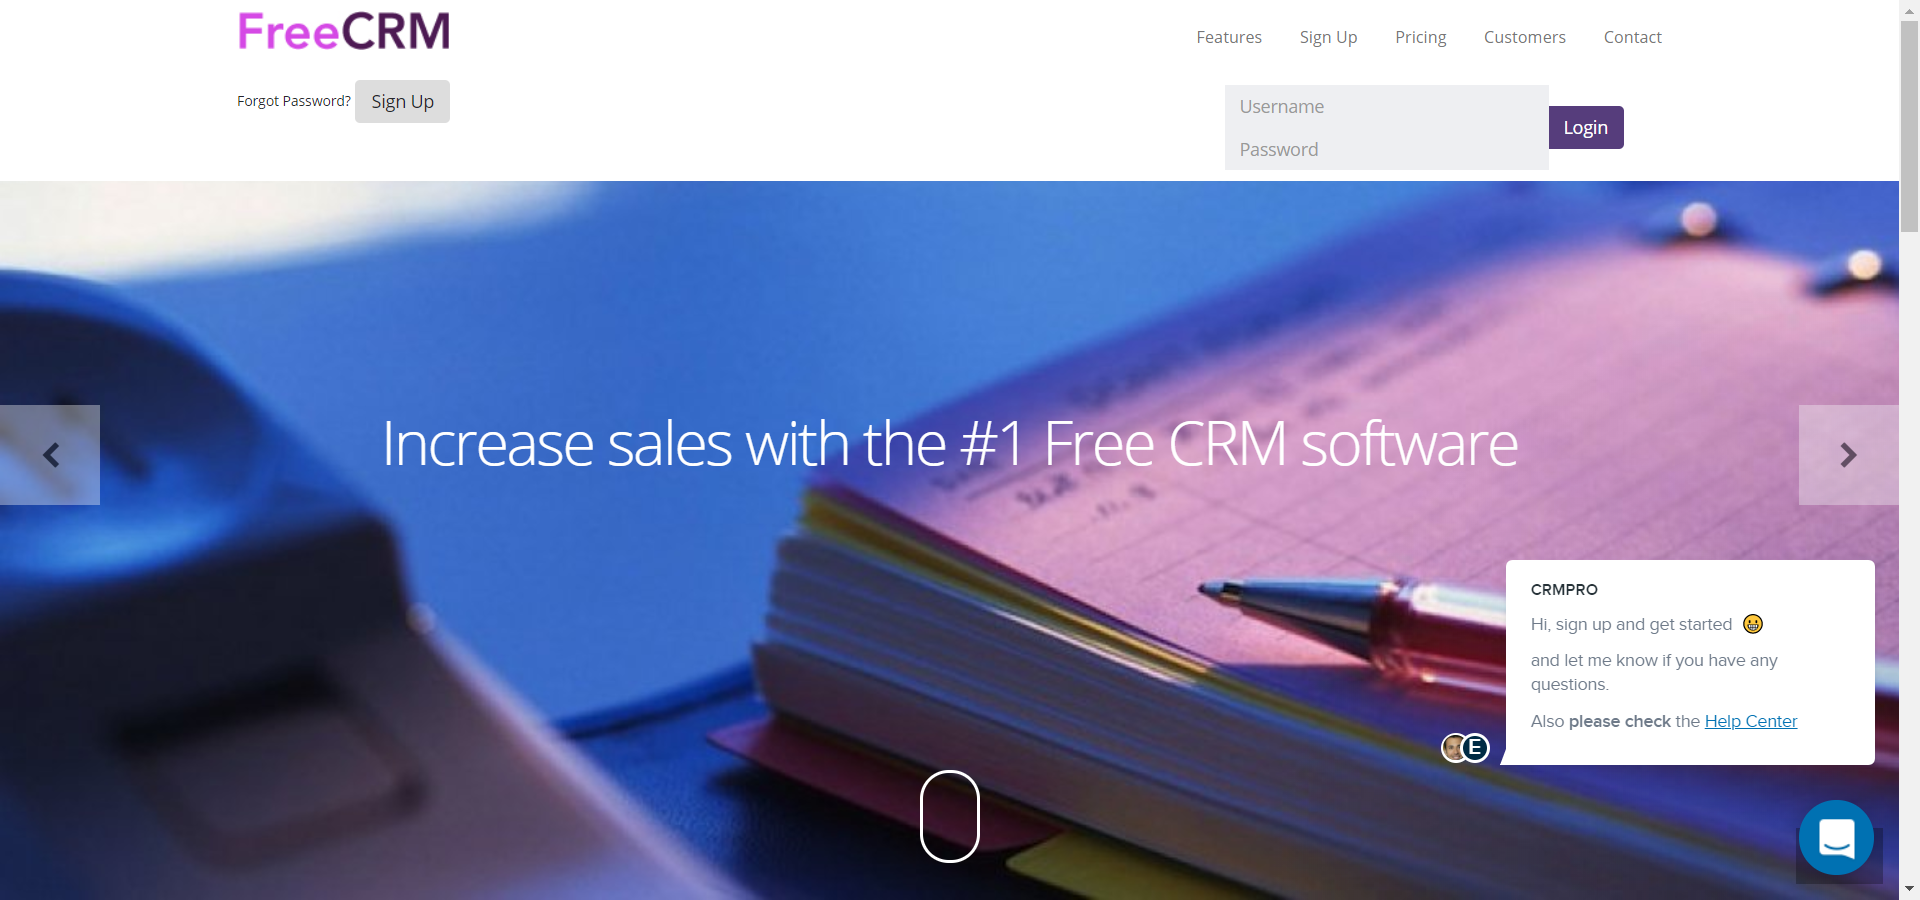 FreeCRM
Features Sign Up Pricing Customers Contact
Forgot Password? Sign Up
Username
Password
Login
Increase sales with the #1 Free CRM software
CRMPRO
Hi, sign up and get started
and let me know if you have any
questions.
Also please check the Help Center
E